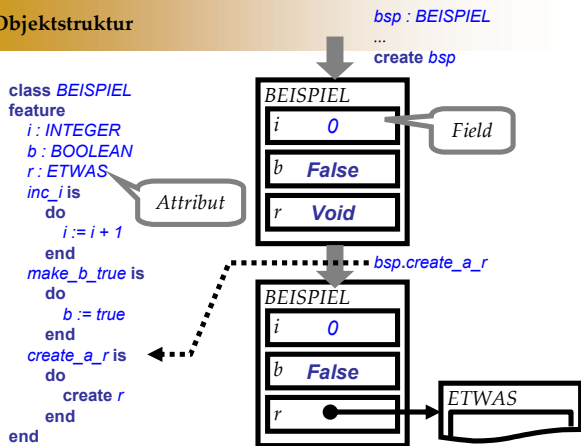 Objektstruktur
bsp : BEISPIEL
...
create bsp
class BEISPIEL
feature
i : INTEGER
b : BOOLEAN
r : ETWAS
inc_i is
do
i := i + 1
end
make_b_true is
do
b := true
end
create_a_r is
do
create r
end
end
Attribut
BEISPIEL
i 0
b False
r Void
Field
bsp.create_a_r
BEISPIEL
i 0
b False
r
ETWAS